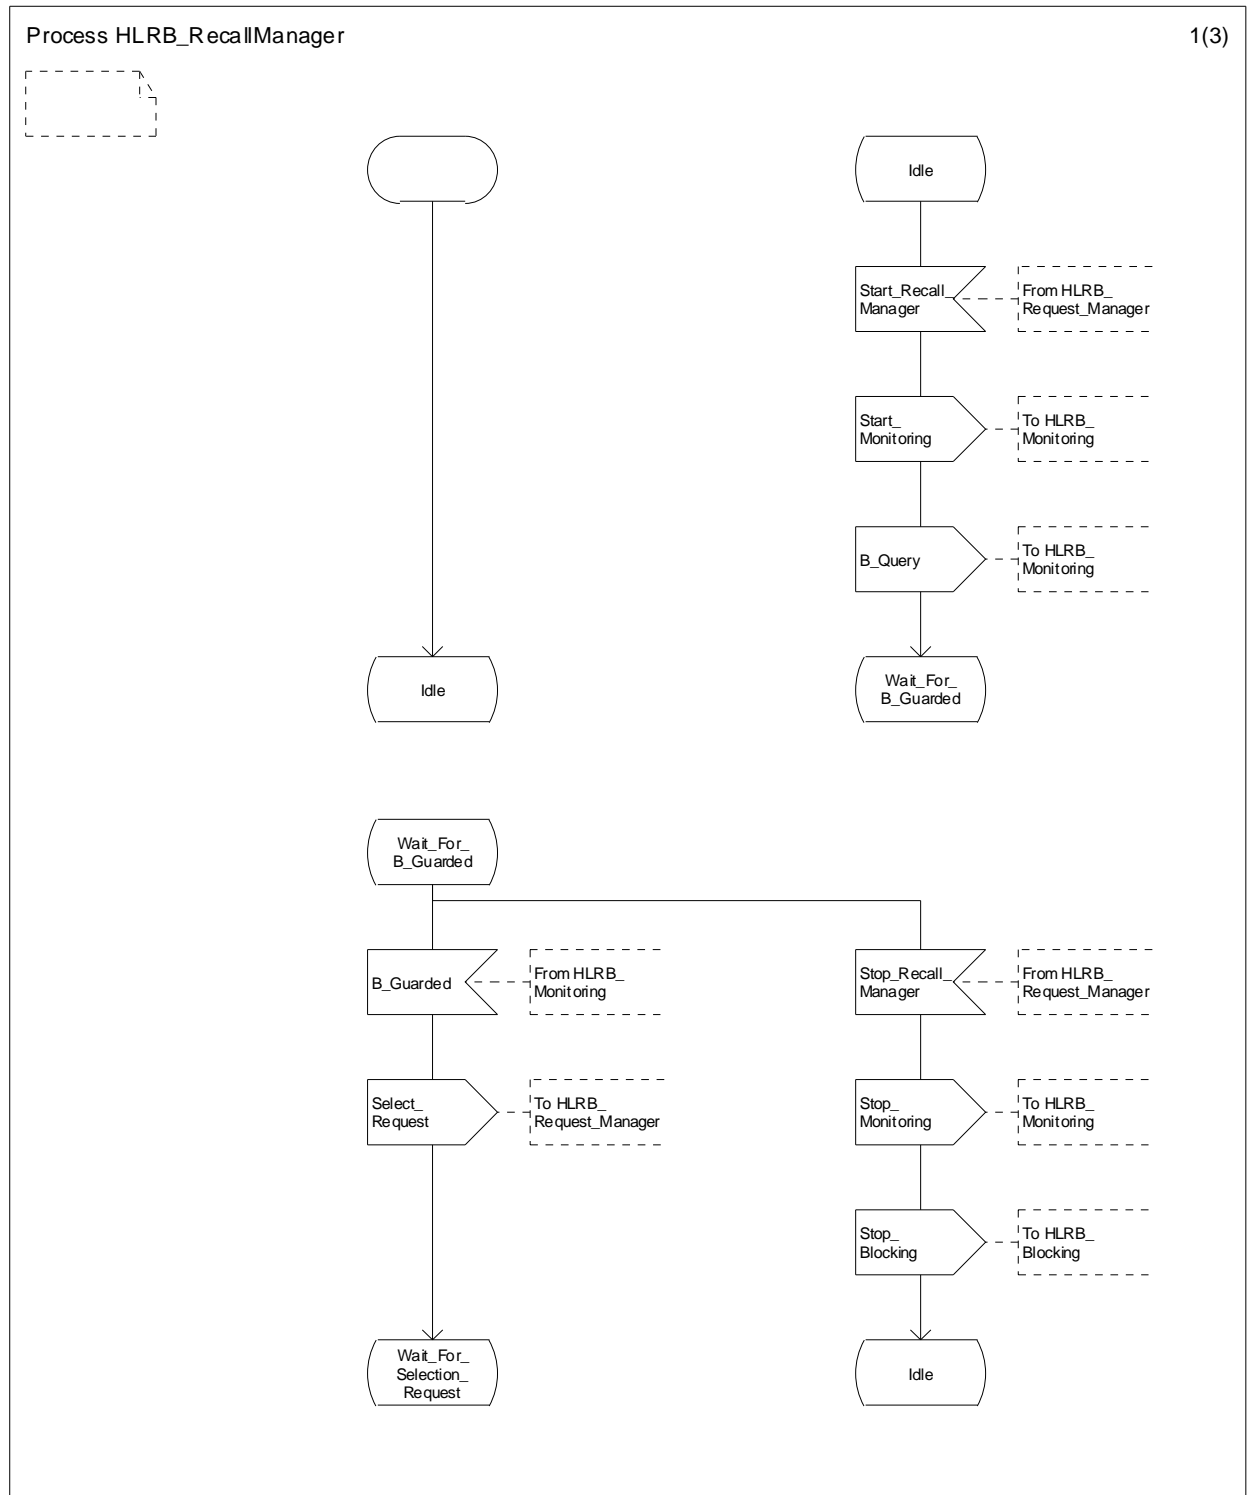 Process HLRB_RecallManager
1(3)
Idle
Start_Recall_
Manager
From HLRB_
Request_Manager
Start_
Monitoring
To HLRB_
Monitoring
B_Query
To HLRB_
Monitoring
Idle
Wait_For_
B_Guarded
Wait_For_
B_Guarded
B_Guarded
From HLRB_
Monitoring
Stop_Recall_
Manager
From HLRB_
Request_Manager
Select_
Request
To HLRB_
Request_Manager
Stop_
Monitoring
To HLRB_
Monitoring
Stop_
Blocking
To HLRB_
Blocking
Wait_For_
Selection_
Request
Idle